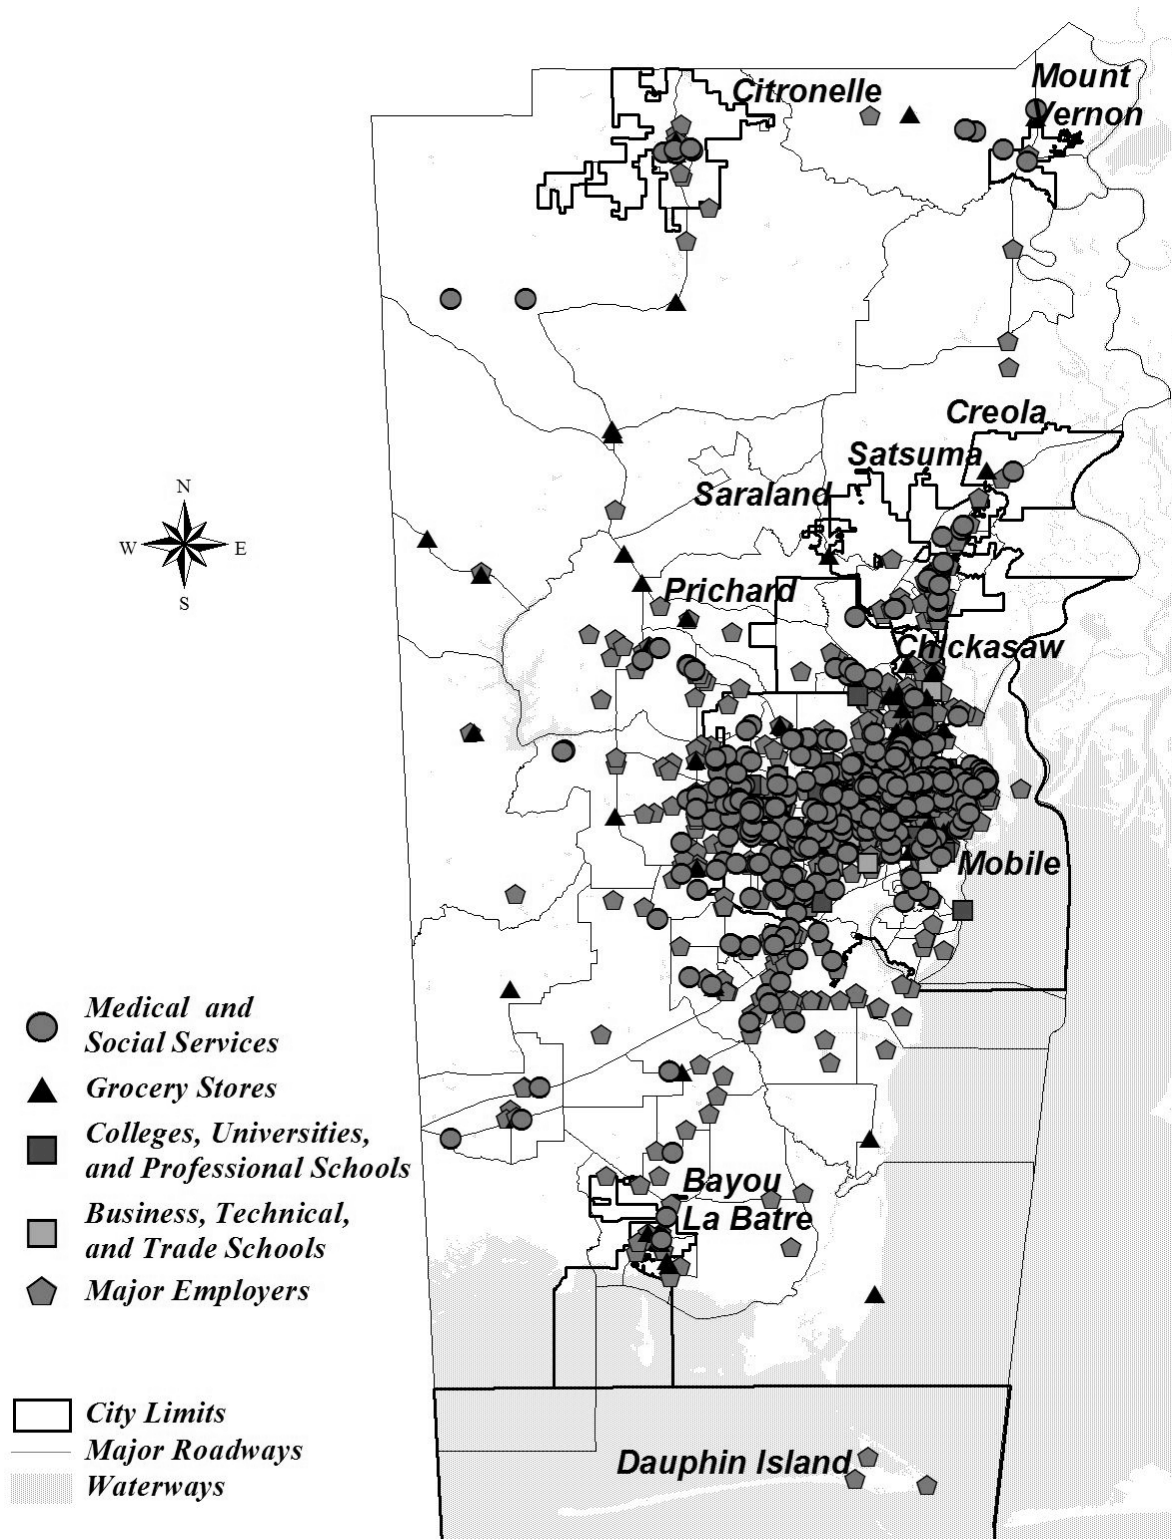 Citronelle
Mount
Vernon
Creola
Satsuma
Saraland
N
W
E
S
Prichard
Chickasaw
Mobile
Medical and
Social Services
Grocery Stores
Colleges, Universities,
and Professional Schools
Business, Technical,
and Trade Schools
Major Employers
Bayou
La Batre
City Limits
Major Roadways
Waterways
Dauphin Island